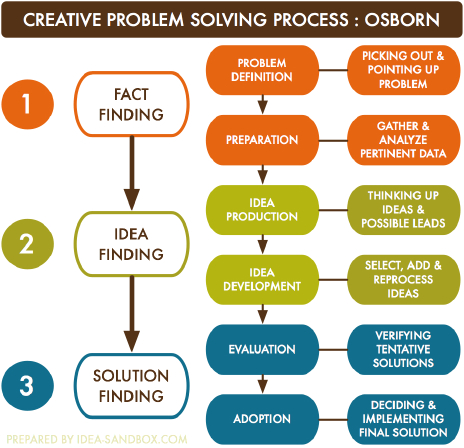 CREATIVE PROBLEM SOLVING PROCESS : OSBORN
1
FACT
FINDING
PROBLEM
DEFINITION
PICKING OUT &
POINTING UP
PROBLEM
PREPARATION
GATHER &
ANALYZE
PERTINENT DATA
2
IDEA
FINDING
IDEA
PRODUCTION
THINKING UP
IDEAS &
POSSIBLE LEADS
IDEA
DEVELOPMENT
SELECT, ADD &
REPROCESS
IDEAS
3
SOLUTION
FINDING
EVALUATION
VERIFYING
TENTATIVE
SOLUTIONS
ADOPTION
DECIDING &
IMPLEMENTING
FINAL SOLUTION
PREPARED BY IDEA-SANDBOX.COM